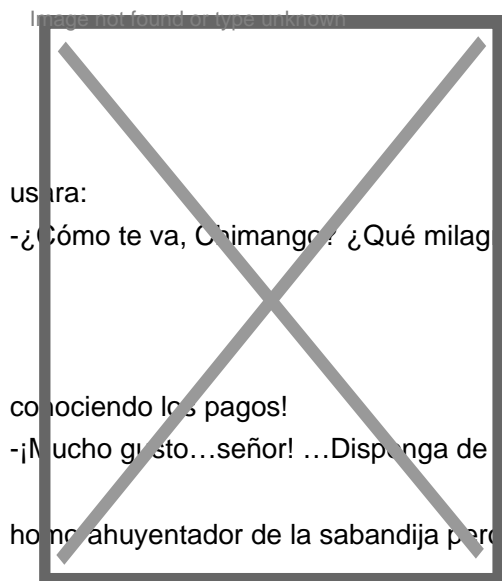 Image not found or type unknown
usara:
-¿Cómo te va, Chimango? ¿Qué milag
conociendo los pagos!
-¡Mucho gusto...señor! ...Disponga de
homo ahuyentador de la sabandija pero